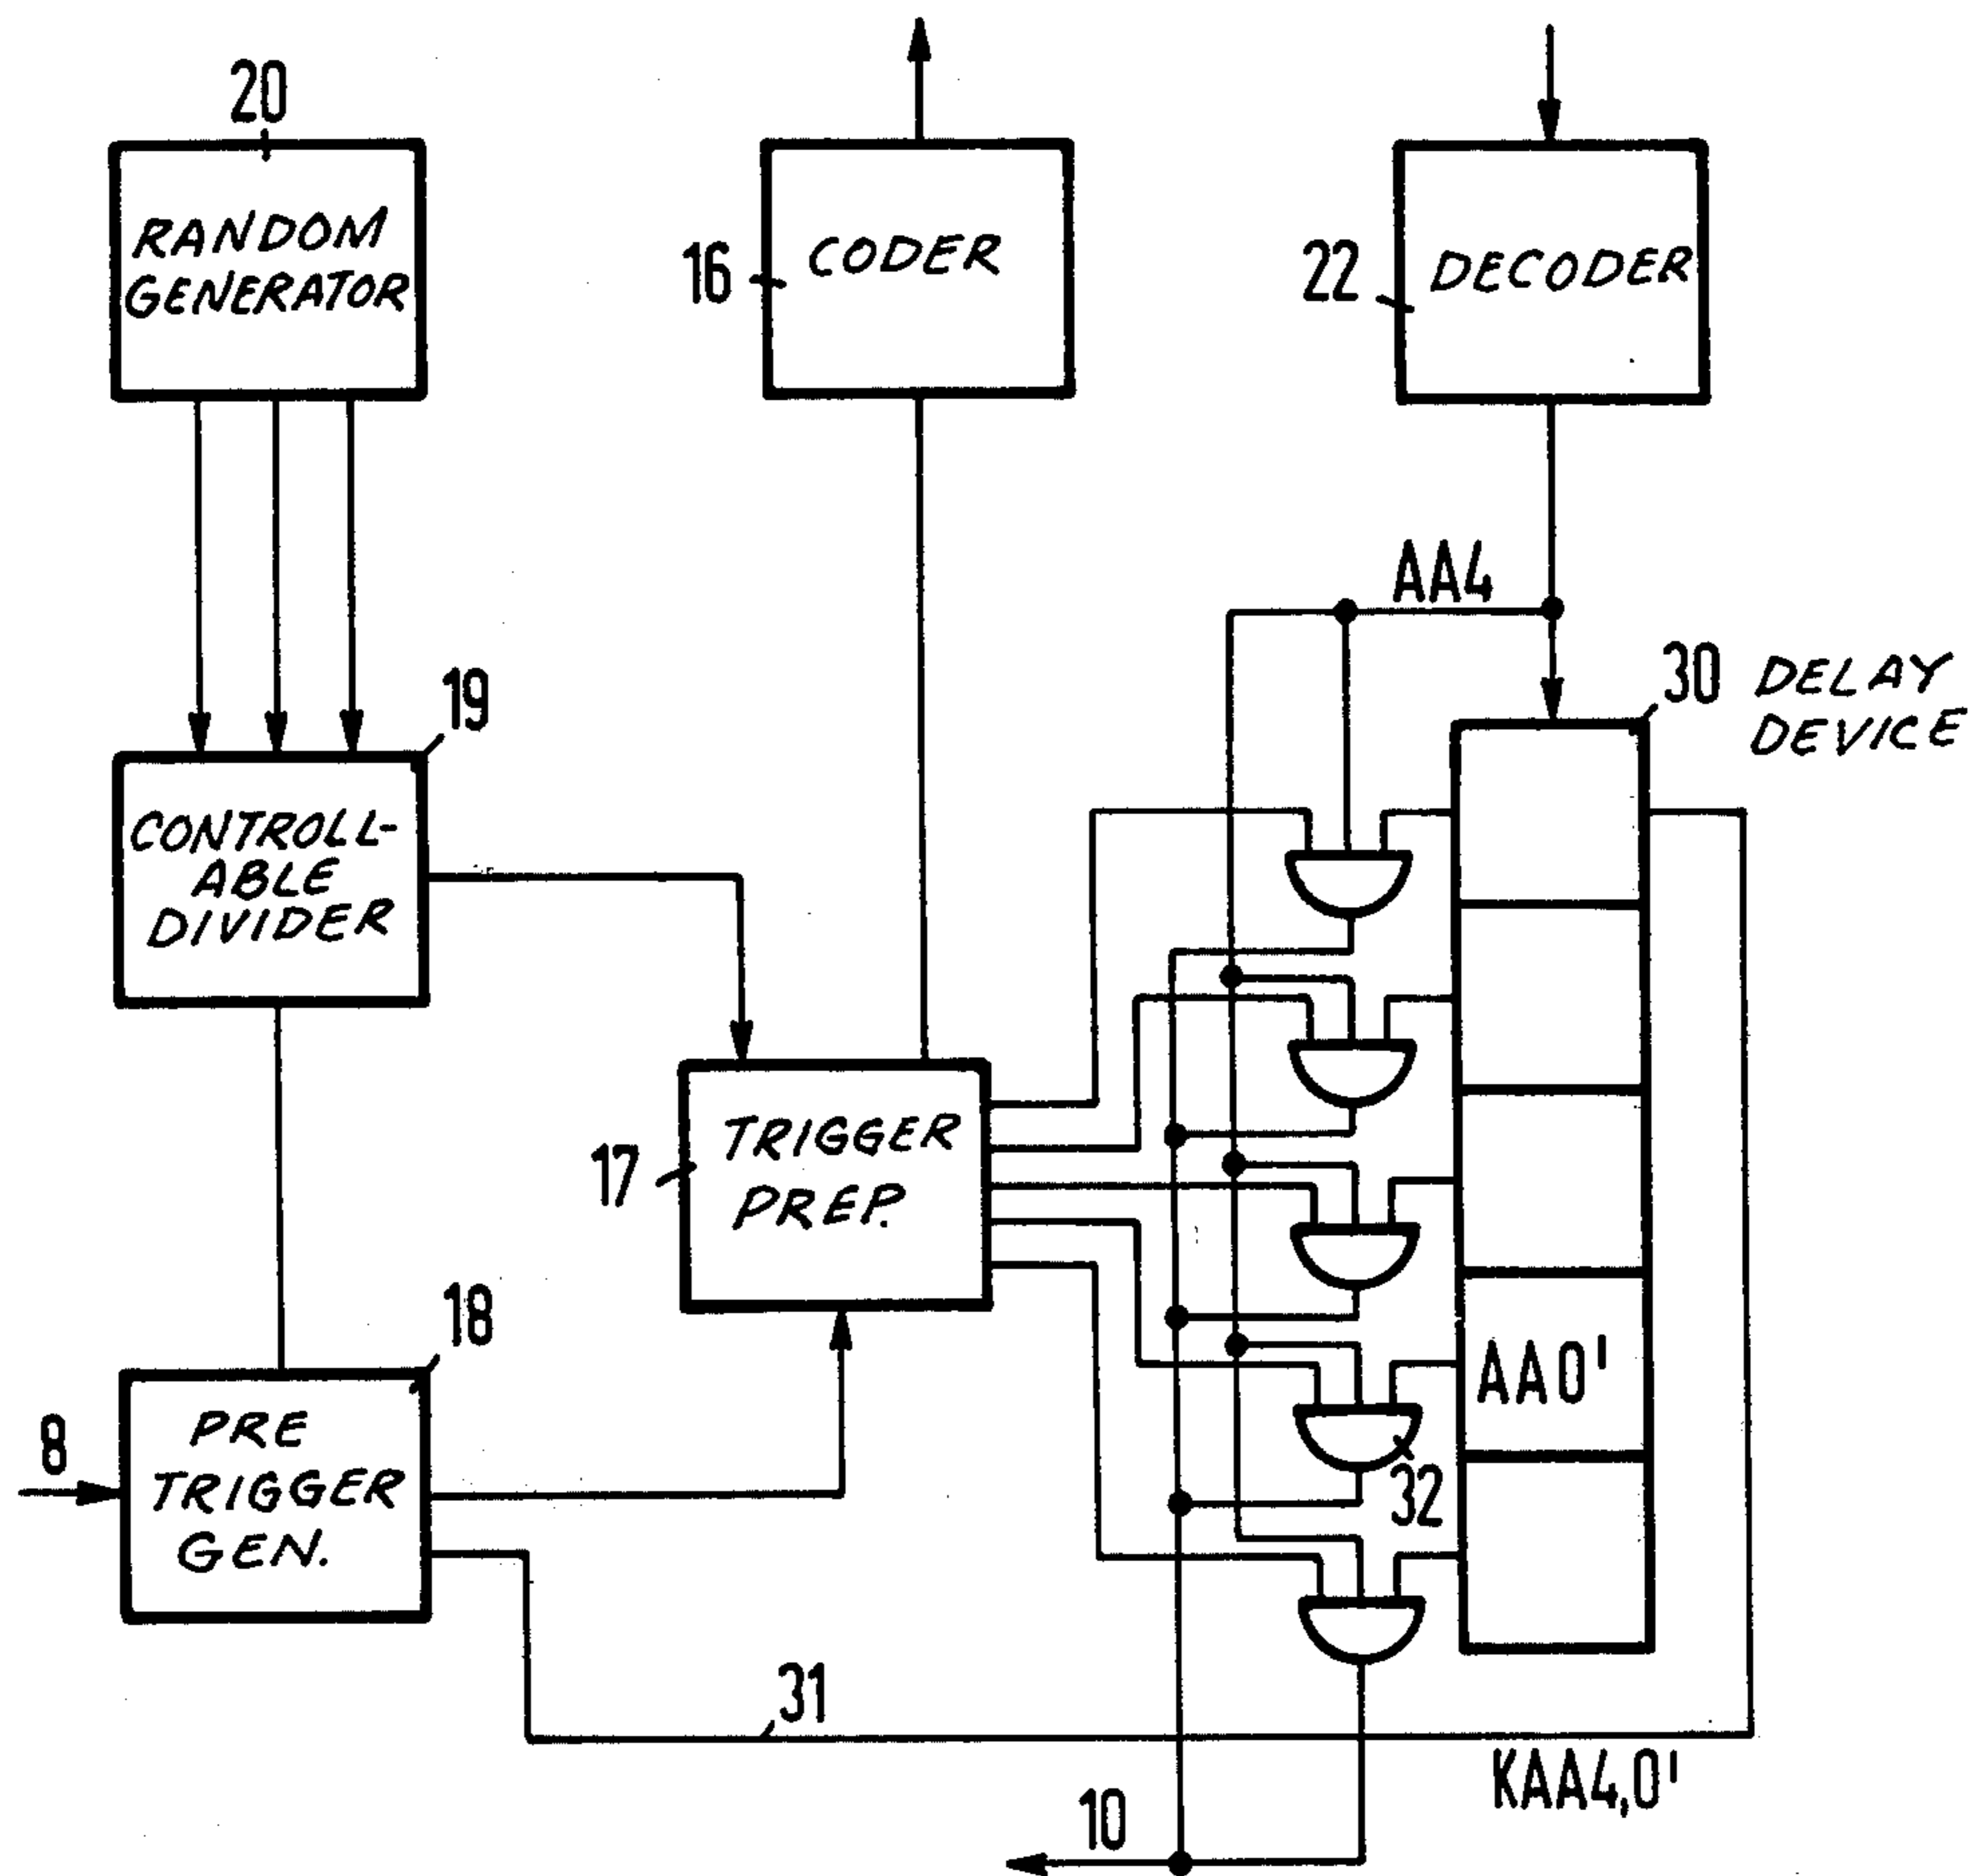 20
RANDOM
GENERATOR
16
CODER
22
DECODER
AA4
19
CONTROLL-
ABLE
DIVIDER
30 DELAY
DEVICE
17
TRIGGER
PREP.
18
8
PRE
TRIGGER
GEN.
AA0'
32
31
KAA4,0'
10